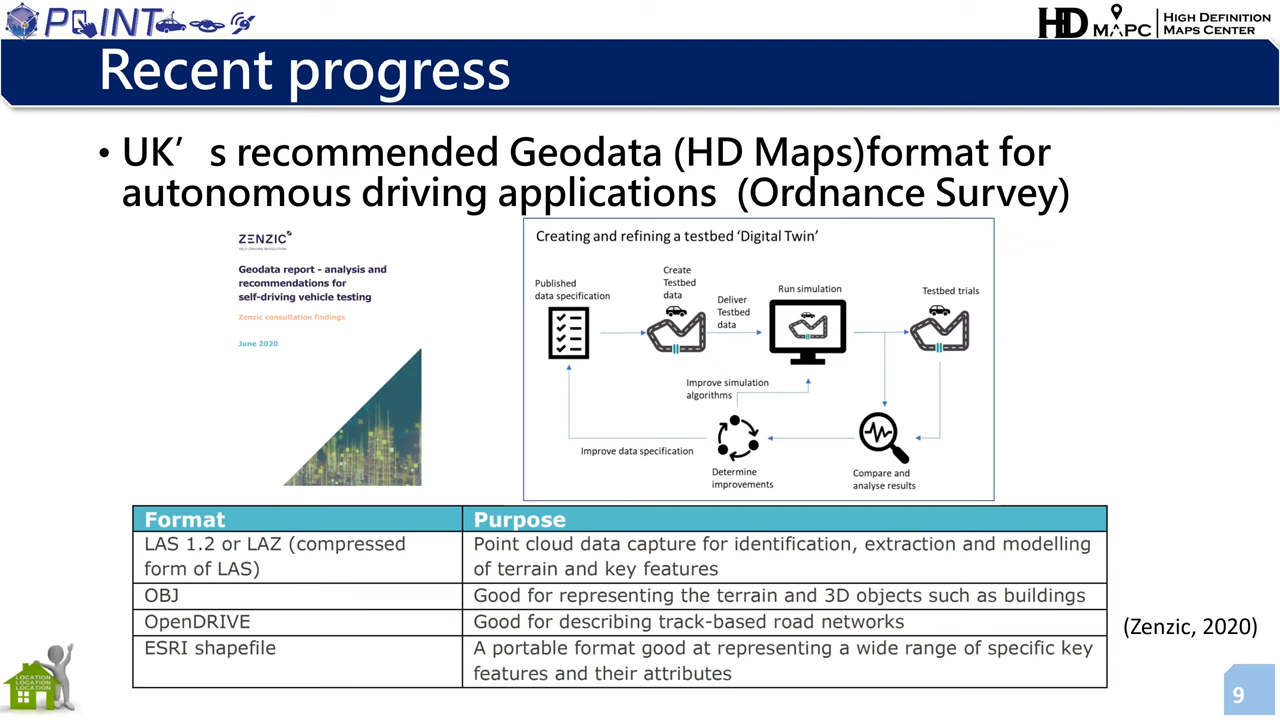 POINT
HD MAPC | HIGH DEFINITION
MAPS CENTER
Recent progress
• UK’s recommended Geodata (HD Maps)format for
autonomous driving applications (Ordnance Survey)
ZENZIC
SELF-DRIVING REVOLUTION
Geodata report - analysis and
recommendations for
self-driving vehicle testing
Zenzic consultation findings
June 2020
Creating and refining a testbed ‘Digital Twin’
Published
data specification
Create
Testbed
data
Deliver
Testbed
data
Run simulation
Testbed trials
Improve simulation
algorithms
Improve data specification
Determine
improvements
Compare and
analyse results
Format Purpose
LAS 1.2 or LAZ (compressed
form of LAS)
Point cloud data capture for identification, extraction and modelling
of terrain and key features
OBJ Good for representing the terrain and 3D objects such as buildings
OpenDRIVE Good for describing track-based road networks
ESRI shapefile A portable format good at representing a wide range of specific key
features and their attributes
(Zenzic, 2020)
LOCATION
LOCATION
LOCATION
9